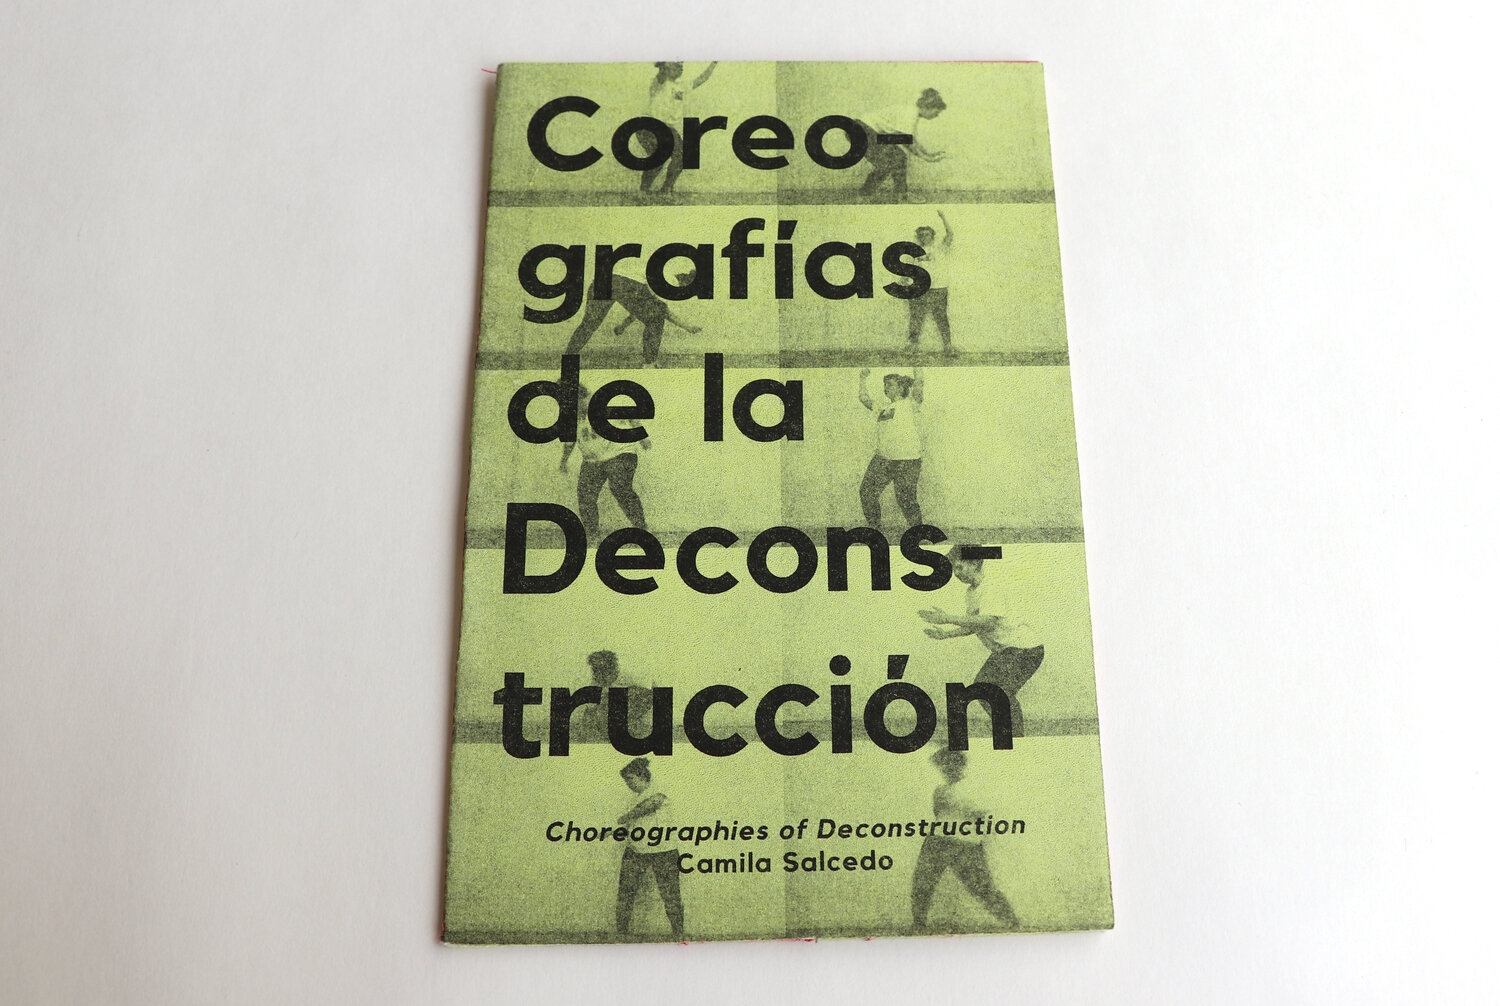 Coreo-
grafías
de la
Decons-
trucción
Choreographies of Deconstruction
Camila Salcedo